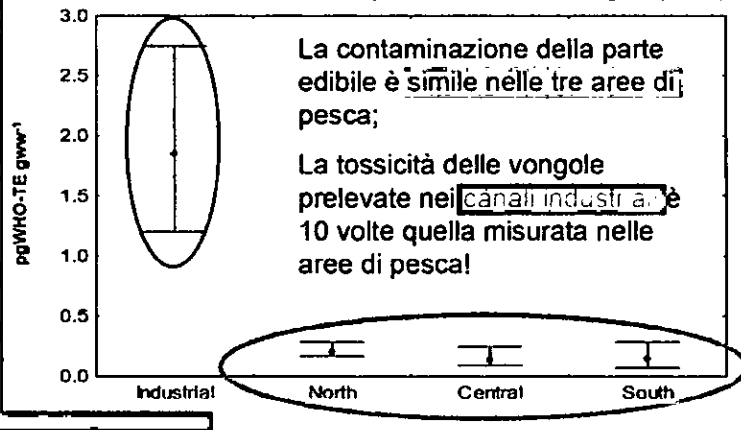 3.0
La contaminazione della parte
edibile è simile nelle tre aree di
pesca;
La tossicità delle vongole
prelevate nei canali industriali è
10 volte quella misurata nelle
aree di pesca!
2.5
2.0
1.5
1.0
0.5
0.0
pgWHO-TE gww⁻¹
Industrial
North
Central
South